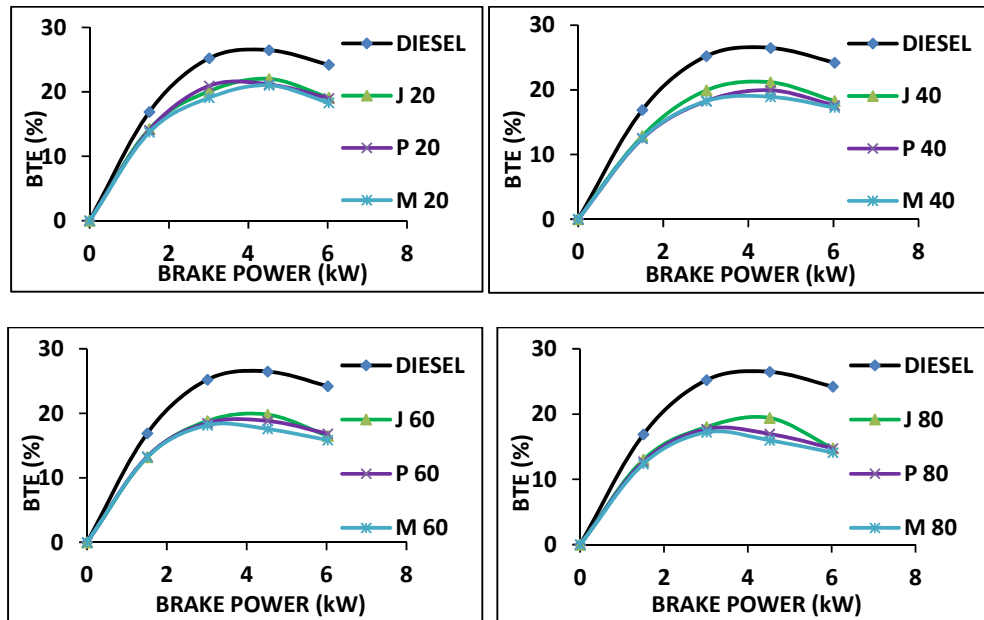 30
20
10
0
BTE (%)
0 2 4 6 8
BRAKE POWER (kW)
DIESEL
J 20
P 20
M 20
30
20
10
0
BTE (%)
0 2 4 6 8
BRAKE POWER (kW)
DIESEL
J 40
P 40
M 40
30
20
10
0
BTE (%)
0 2 4 6 8
BRAKE POWER (kW)
DIESEL
J 60
P 60
M 60
30
20
10
0
BTE (%)
0 2 4 6 8
BRAKE POWER (kW)
DIESEL
J 80
P 80
M 80